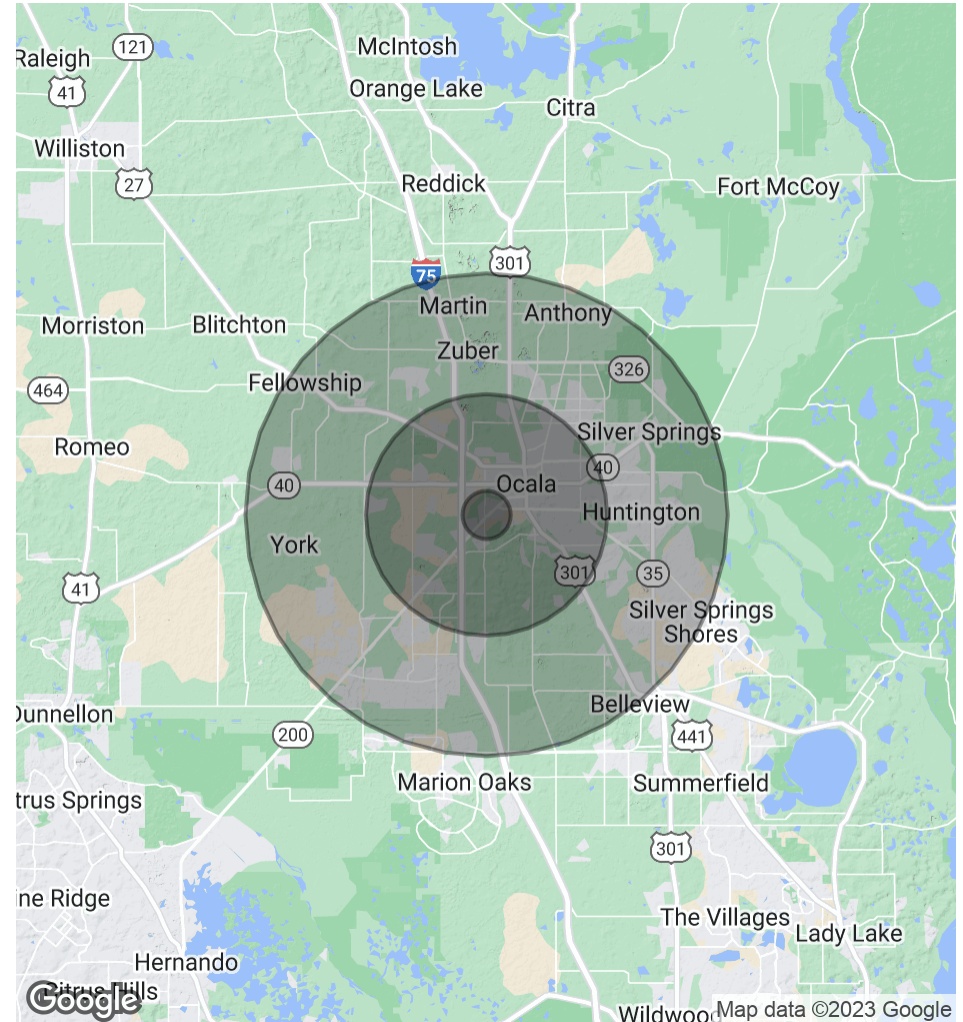 121
McIntosh
Raleigh
41
Orange Lake
Citra
Williston
27
Reddick
Fort McCoy
301
75
Martin
Anthony
Morriston
Blitchton
Zuber
326
Fellowship
464
Silver Springs
Romeo
40
Ocala
40
Huntington
York
301
35
41
Silver Springs
Shores
Belleview
Dunnellon
200
441
Marion Oaks
Summerfield
trus Springs
301
ine Ridge
The Villages
Lady Lake
Hernando
Citrus Hills
Google
Wildwood
Map data ©2023 Google